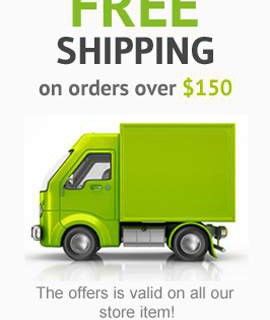 FREE
SHIPPING
on orders over $150
The offers is valid on all our
store item!